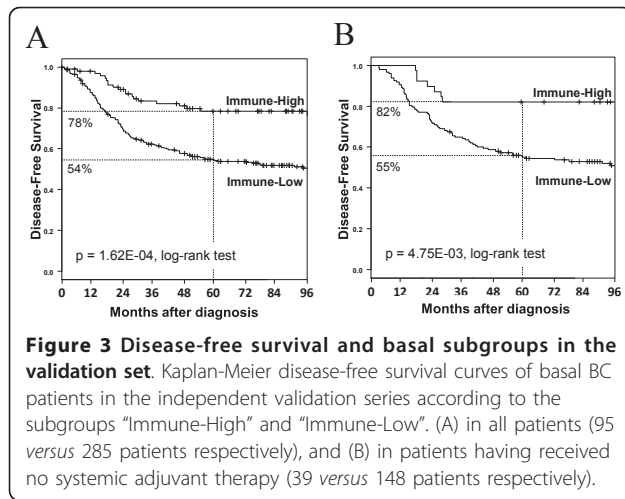 A
Disease-Free Survival
1.0
0.8
0.6
0.4
0.2
0.0
Immune-High
78%
54%
Immune-Low
p = 1.62E-04, log-rank test
0 12 24 36 48 60 72 84 96
Months after diagnosis
B
Disease-Free Survival
1.0
0.8
0.6
0.4
0.2
0.0
Immune-High
82%
55%
Immune-Low
p = 4.75E-03, log-rank test
0 12 24 36 48 60 72 84 96
Months after diagnosis
Figure 3 Disease-free survival and basal subgroups in the
validation set. Kaplan-Meier disease-free survival curves of basal BC
patients in the independent validation series according to the
subgroups “Immune-High” and “Immune-Low”. (A) in all patients (95
versus 285 patients respectively), and (B) in patients having received
no systemic adjuvant therapy (39 versus 148 patients respectively).